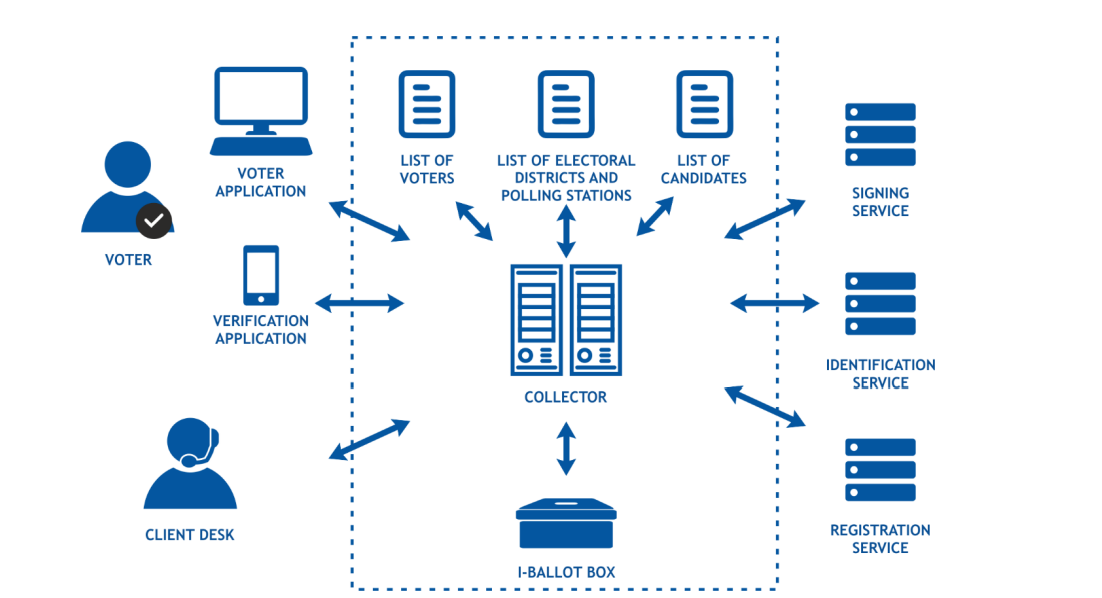 VOTER
APPLICATION
VOTER
VERIFICATION
APPLICATION
CLIENT DESK
LIST OF
VOTERS
LIST OF ELECTORAL
DISTRICTS AND
POLLING STATIONS
LIST OF
CANDIDATES
COLLECTOR
I-BALLOT BOX
SIGNING
SERVICE
IDENTIFICATION
SERVICE
REGISTRATION
SERVICE